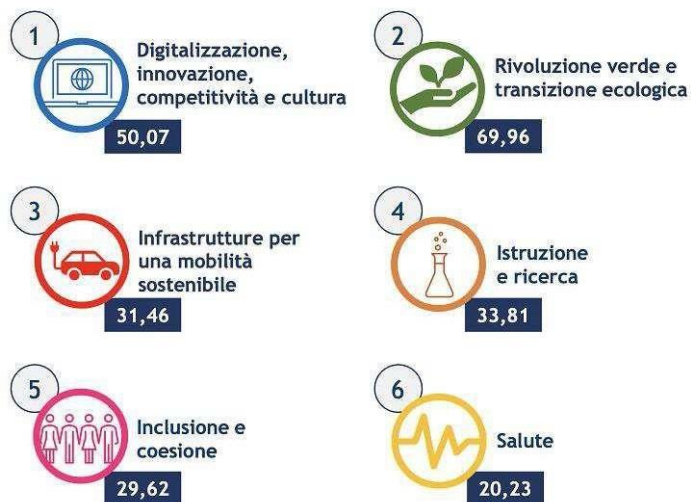 1
Digitalizzazione,
innovazione,
competitività e cultura
50,07
2
Rivoluzione verde e
transizione ecologica
69,96
3
Infrastrutture per
una mobilità
sostenibile
31,46
4
Istruzione
e ricerca
33,81
5
Inclusione e
coesione
29,62
6
Salute
20,23